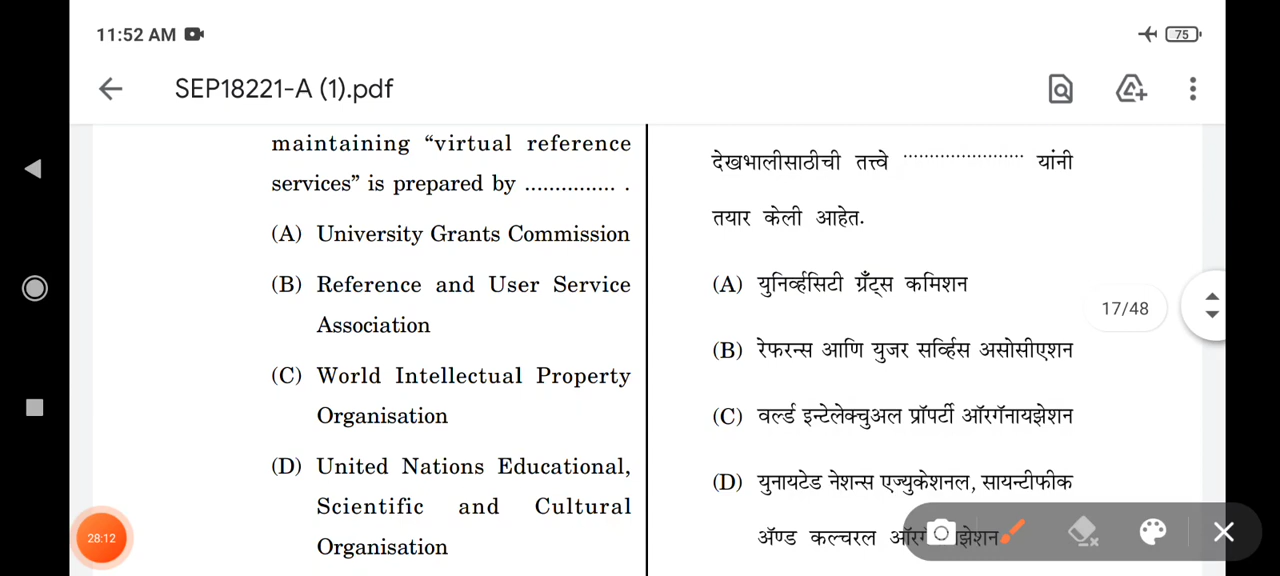 11:52 AM
75
SEP18221-A (1).pdf
maintaining “virtual reference
services” is prepared by ............... .
(A) University Grants Commission
(B) Reference and User Service
Association
(C) World Intellectual Property
Organisation
(D) United Nations Educational,
Scientific and Cultural
Organisation
देखभालीसाठीची तत्त्वे ..................... यांनी
तयार केली आहेत.
(A) युनिर्व्हसिटी ग्रँट्स कमिशन
(B) रेफरन्स आणि युजर सर्व्हिस असोसीएशन
(C) वर्ल्ड इन्टेलेक्चुअल प्रॉपर्टी ऑरगॅनायझेशन
(D) युनायटेड नेशन्स एज्युकेशनल, सायन्टीफीक
ॲण्ड कल्चरल
17/48
28:12